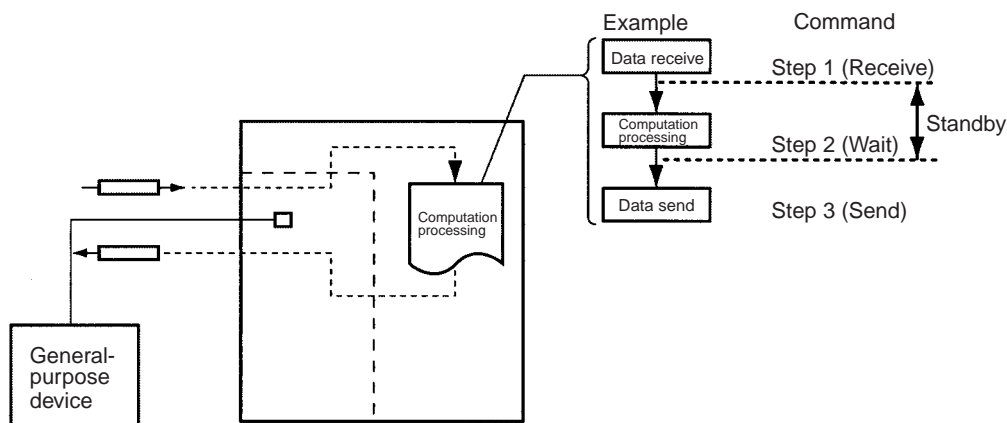 Example
Command
Data receive
Step 1 (Receive)
Computation
processing
Standby
Step 2 (Wait)
Data send
Step 3 (Send)
Computation
processing
General-
purpose
device